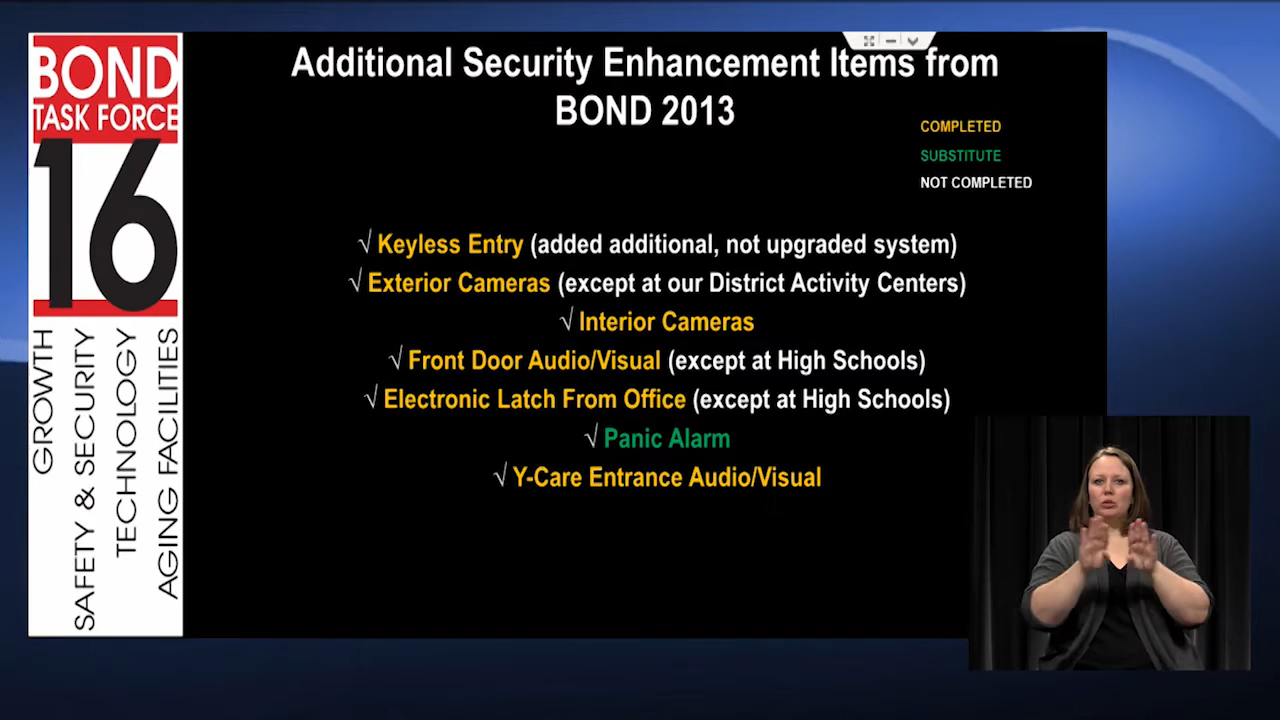 BOND
TASK FORCE
16
GROWTH
SAFETY & SECURITY
TECHNOLOGY
AGING FACILITIES
Additional Security Enhancement Items from
BOND 2013
COMPLETED
SUBSTITUTE
NOT COMPLETED
√ Keyless Entry (added additional, not upgraded system)
√ Exterior Cameras (except at our District Activity Centers)
√ Interior Cameras
√ Front Door Audio/Visual (except at High Schools)
√ Electronic Latch From Office (except at High Schools)
√ Panic Alarm
√ Y-Care Entrance Audio/Visual